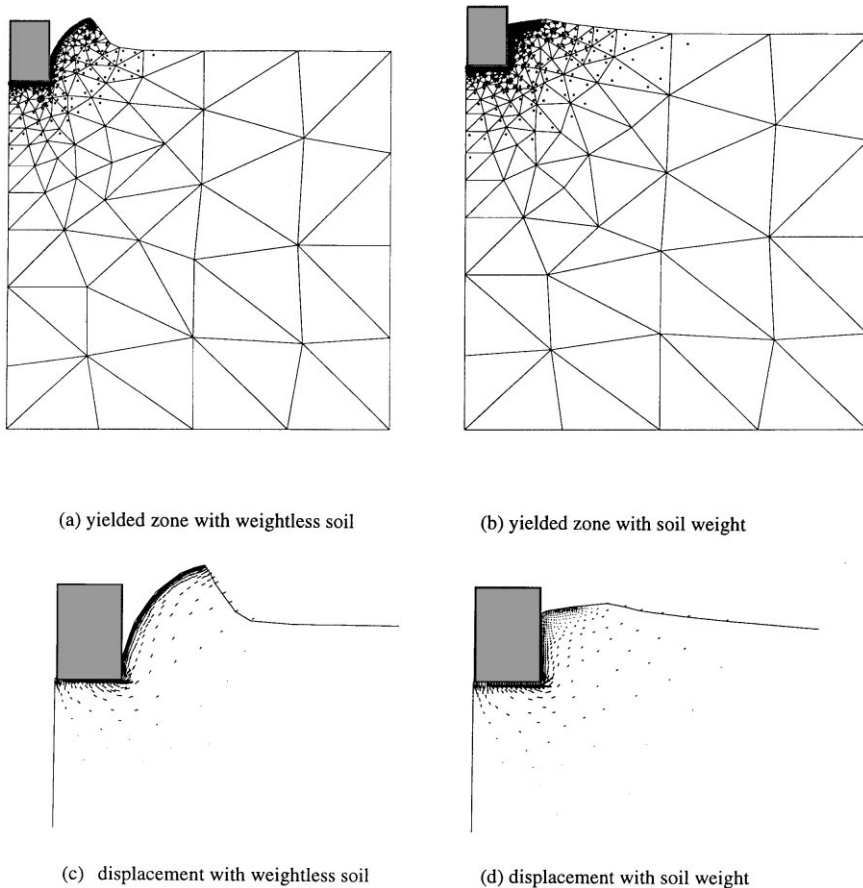 (a) yielded zone with weightless soil
(b) yielded zone with soil weight
(c) displacement with weightless soil
(d) displacement with soil weight